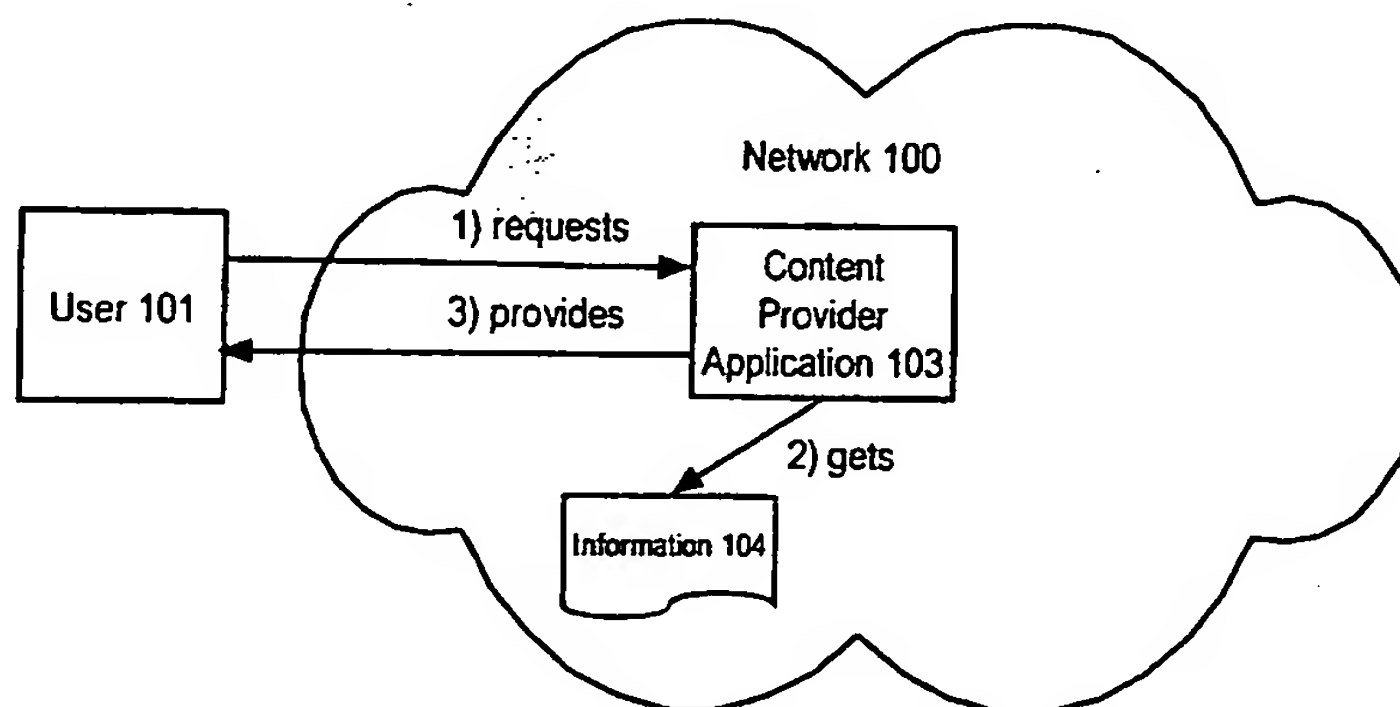 Network 100
1) requests
User 101
3) provides
Content
Provider
Application 103
2) gets
Information 104